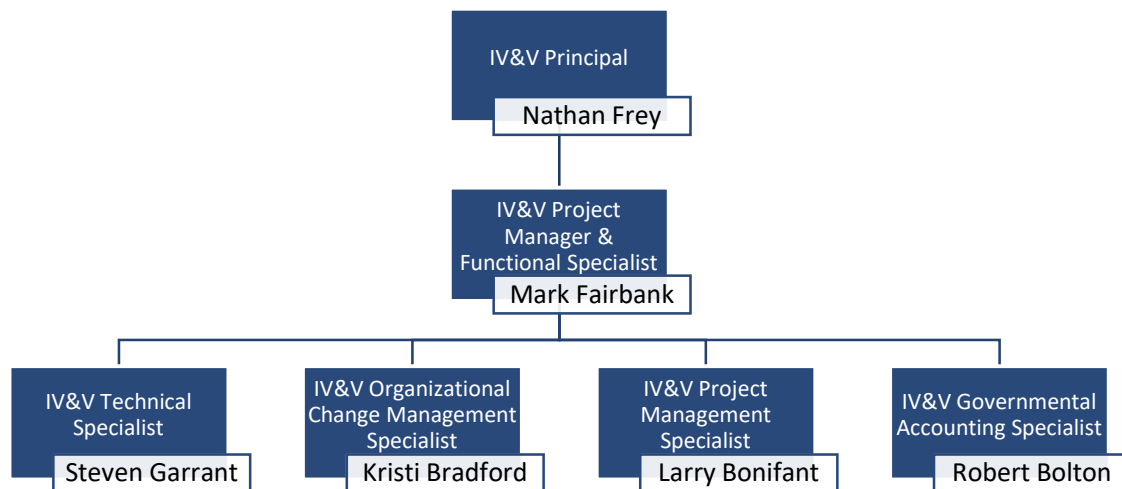 IV&V Principal
Nathan Frey
IV&V Project
Manager &
Functional Specialist
Mark Fairbank
IV&V Technical
Specialist
Steven Garrant
IV&V Organizational
Change Management
Specialist
Kristi Bradford
IV&V Project
Management
Specialist
Larry Bonifant
IV&V Governmental
Accounting Specialist
Robert Bolton